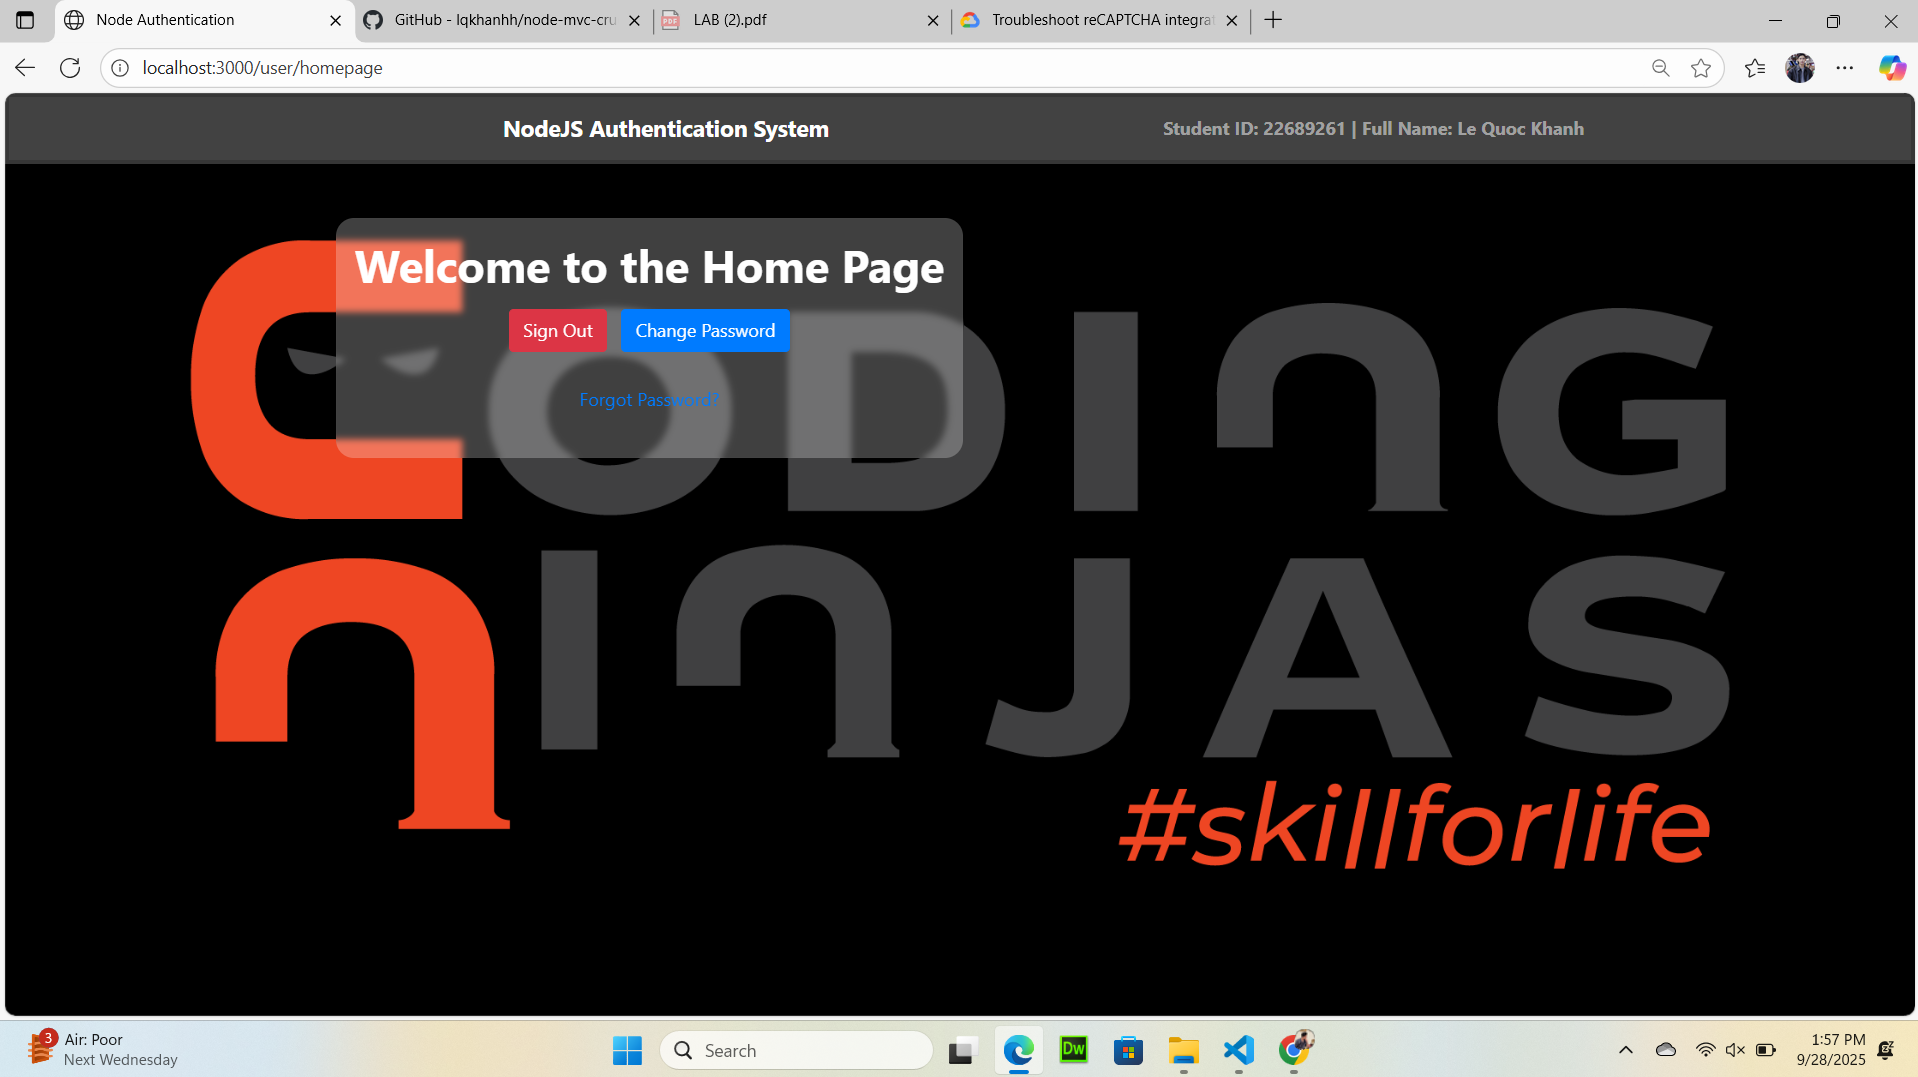 Node Authentication
GitHub - lqkhanhh/node-mvc-cru
LAB (2).pdf
Troubleshoot reCAPTCHA integrat
localhost:3000/user/homepage
NodeJS Authentication System
Student ID: 22689261 | Full Name: Le Quoc Khanh
Welcome to the Home Page
Sign Out
Change Password
Forgot Password?
CODING
NINJAS
#skillforlife
3
Air: Poor
Next Wednesday
Search
Dw
1:57 PM
9/28/2025